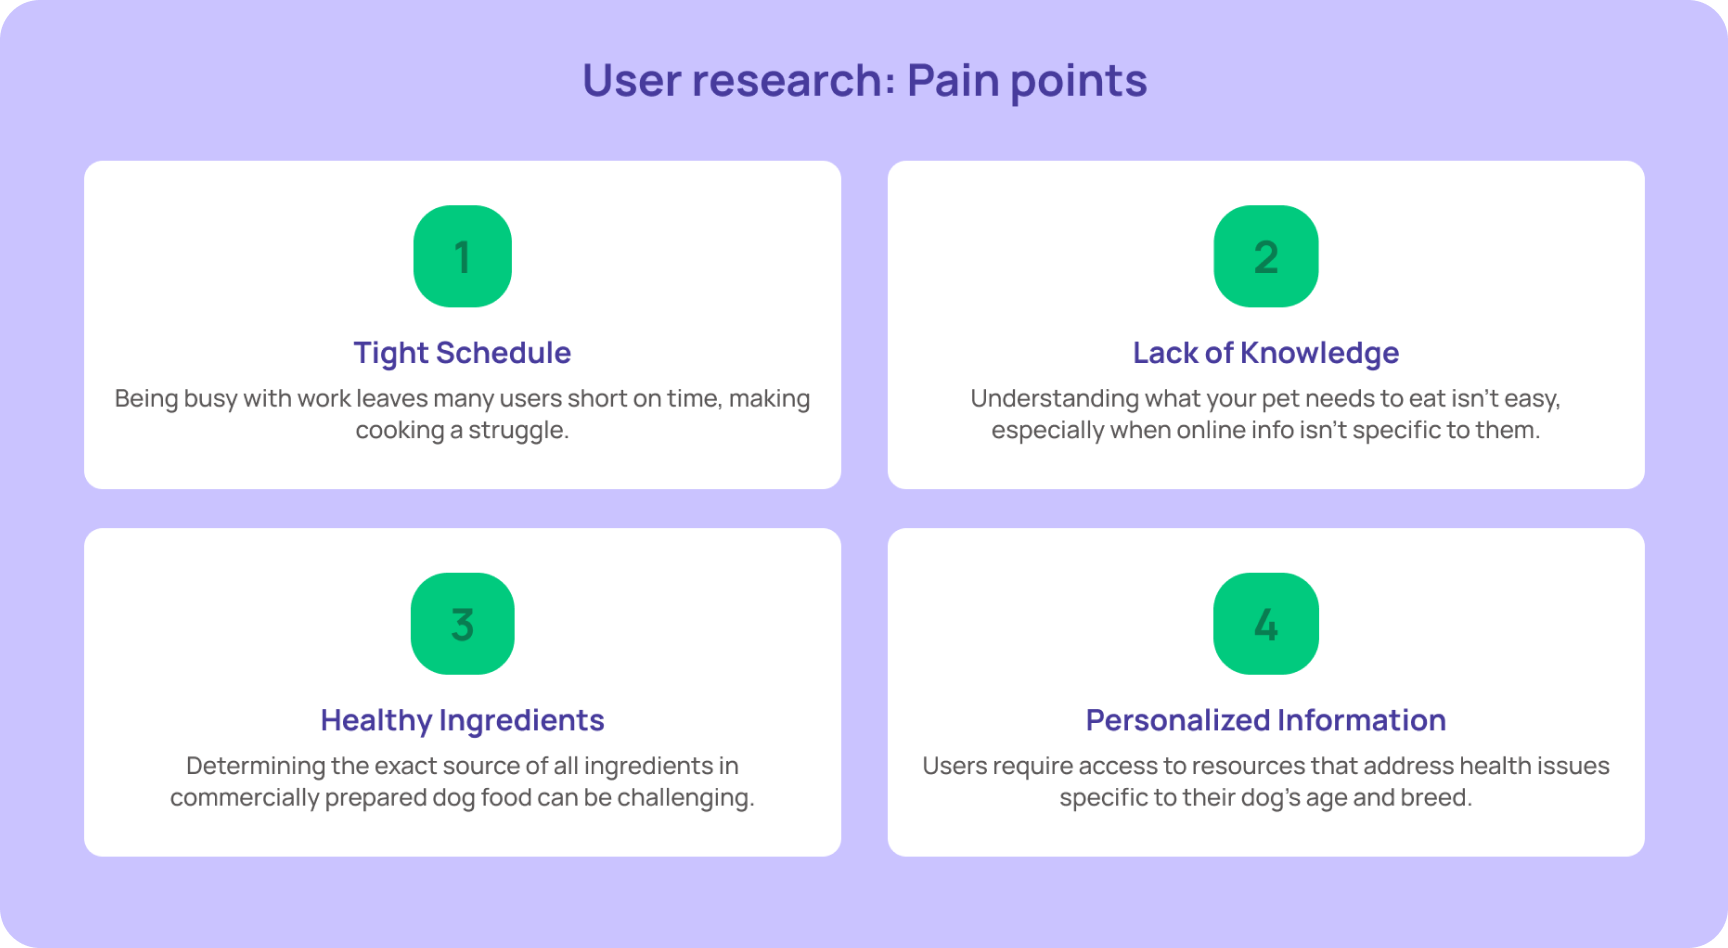 User research: Pain points
1
Tight Schedule
Being busy with work leaves many users short on time, making
cooking a struggle.
2
Lack of Knowledge
Understanding what your pet needs to eat isn’t easy,
especially when online info isn’t specific to them.
3
Healthy Ingredients
Determining the exact source of all ingredients in
commercially prepared dog food can be challenging.
4
Personalized Information
Users require access to resources that address health issues
specific to their dog’s age and breed.